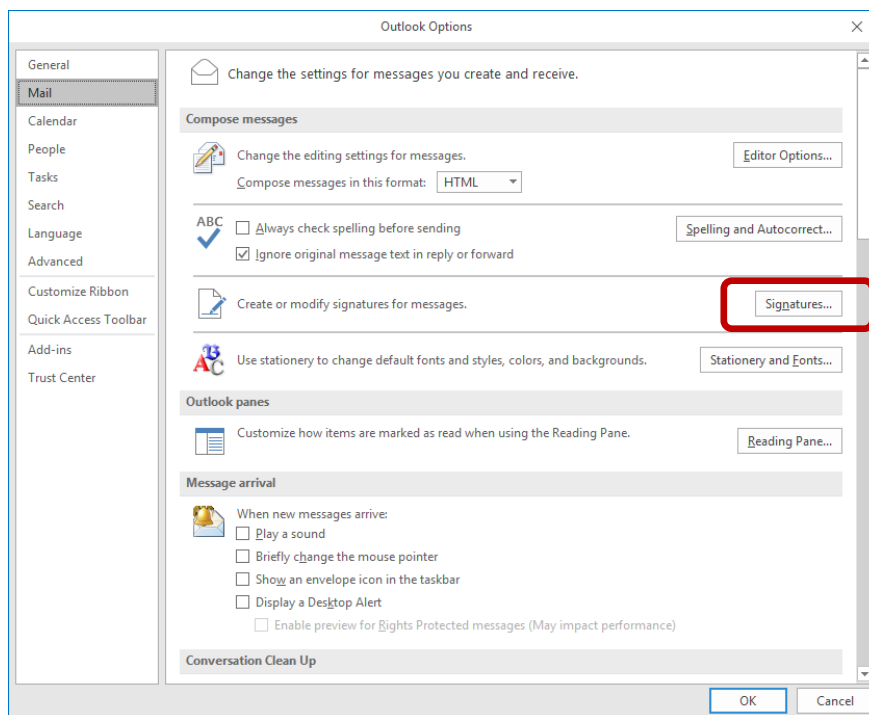 Outlook Options
General
Mail
Calendar
People
Tasks
Search
Language
Advanced
Customize Ribbon
Quick Access Toolbar
Add-ins
Trust Center
Change the settings for messages you create and receive.
Compose messages
Change the editing settings for messages.
Editor Options...
Compose messages in this format: HTML
ABC
Always check spelling before sending
Spelling and Autocorrect...
Ignore original message text in reply or forward
Create or modify signatures for messages.
Signatures...
Use stationery to change default fonts and styles, colors, and backgrounds.
Stationery and Fonts...
Outlook panes
Customize how items are marked as read when using the Reading Pane.
Reading Pane...
Message arrival
When new messages arrive:
Play a sound
Briefly change the mouse pointer
Show an envelope icon in the taskbar
Display a Desktop Alert
Enable preview for Rights Protected messages (May impact performance)
Conversation Clean Up
OK
Cancel